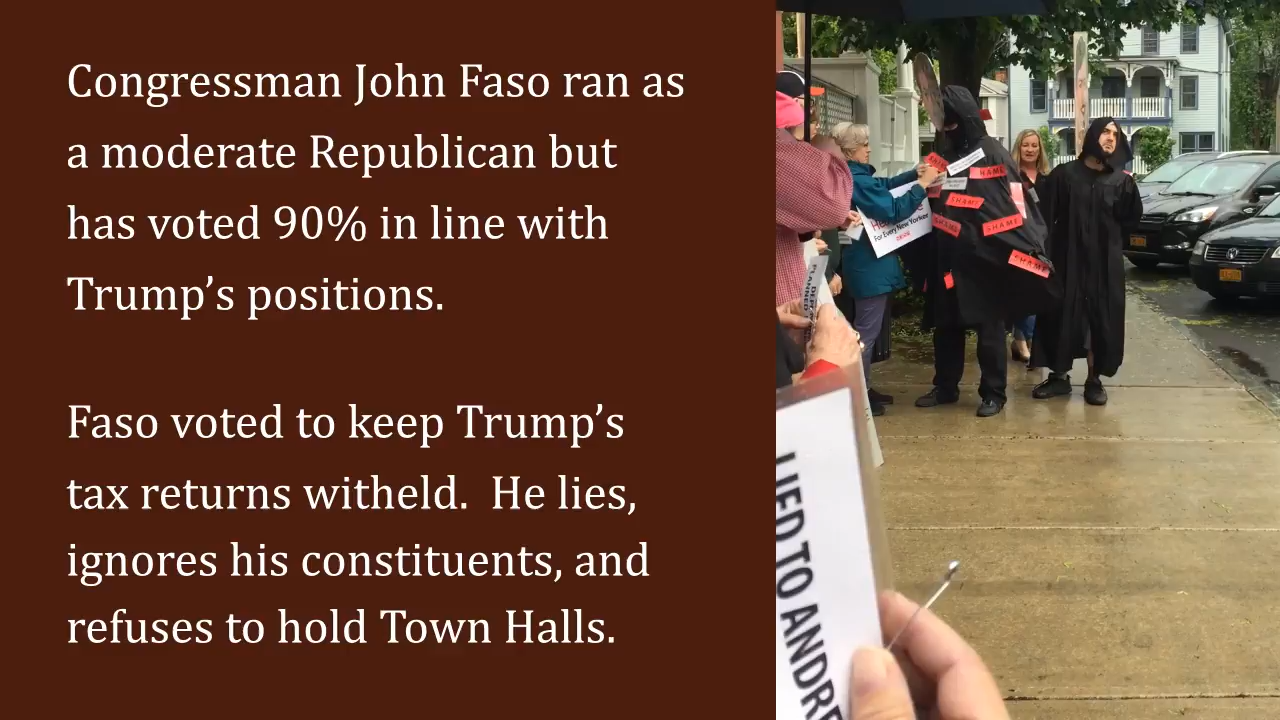 Congressman John Faso ran as
a moderate Republican but
has voted 90% in line with
Trump’s positions.
Faso voted to keep Trump’s
tax returns witheld.  He lies,
ignores his constituents, and
refuses to hold Town Halls.
SHAME
HAME
SHAME
SHAME
SHAME
SHAME
For Every New Yorker
LIED TO ANDRE